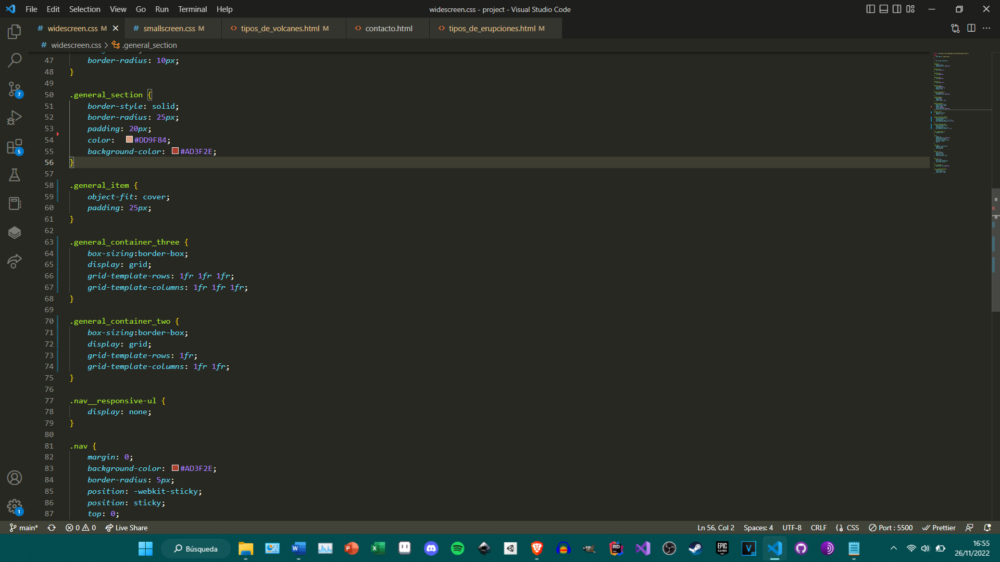 File Edit Selection View Go Run Terminal Help
widescreen.css - project - Visual Studio Code
# widescreen.css M
# smallscreen.css M
<> tipos_de_volcanes.html M
<> contacto.html
<> tipos_de_erupciones.html M
# widescreen.css > .general_section
47 border-radius: 10px;
48 }
49
50 .general_section {
51 border-style: solid;
52 border-radius: 25px;
53 padding: 20px;
54 color: #DD9F84;
55 background-color: #AD3F2E;
56 }
57
58 .general_item {
59 object-fit: cover;
60 padding: 25px;
61 }
62
63 .general_container_three {
64 box-sizing:border-box;
65 display: grid;
66 grid-template-rows: 1fr 1fr 1fr;
67 grid-template-columns: 1fr 1fr 1fr;
68 }
69
70 .general_container_two {
71 box-sizing:border-box;
72 display: grid;
73 grid-template-rows: 1fr;
74 grid-template-columns: 1fr 1fr;
75 }
76
77 .nav__responsive-ul {
78 display: none;
79 }
80
81 .nav {
82 margin: 0;
83 background-color: #AD3F2E;
84 border-radius: 5px;
85 position: -webkit-sticky;
86 position: sticky;
87 top: 0;
7
5
1
main* 0 0 Live Share
Ln 56, Col 2 Spaces: 4 UTF-8 CRLF {} CSS Port : 5500 Prettier
Búsqueda
16:55
26/11/2022